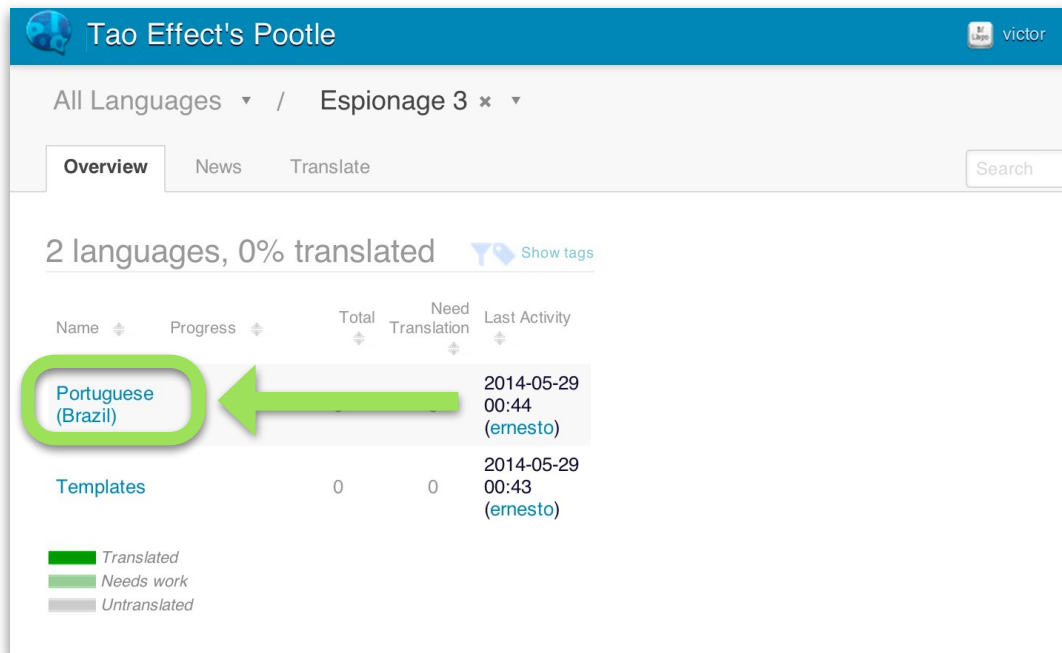 Tao Effect's Pootle
victor
All Languages / Espionage 3
Overview News Translate
Search
2 languages, 0% translated
Show tags
Name Progress Total Need Translation Last Activity
Portuguese (Brazil) 2014-05-29 00:44 (ernesto)
Templates 0 0 2014-05-29 00:43 (ernesto)
Translated
Needs work
Untranslated